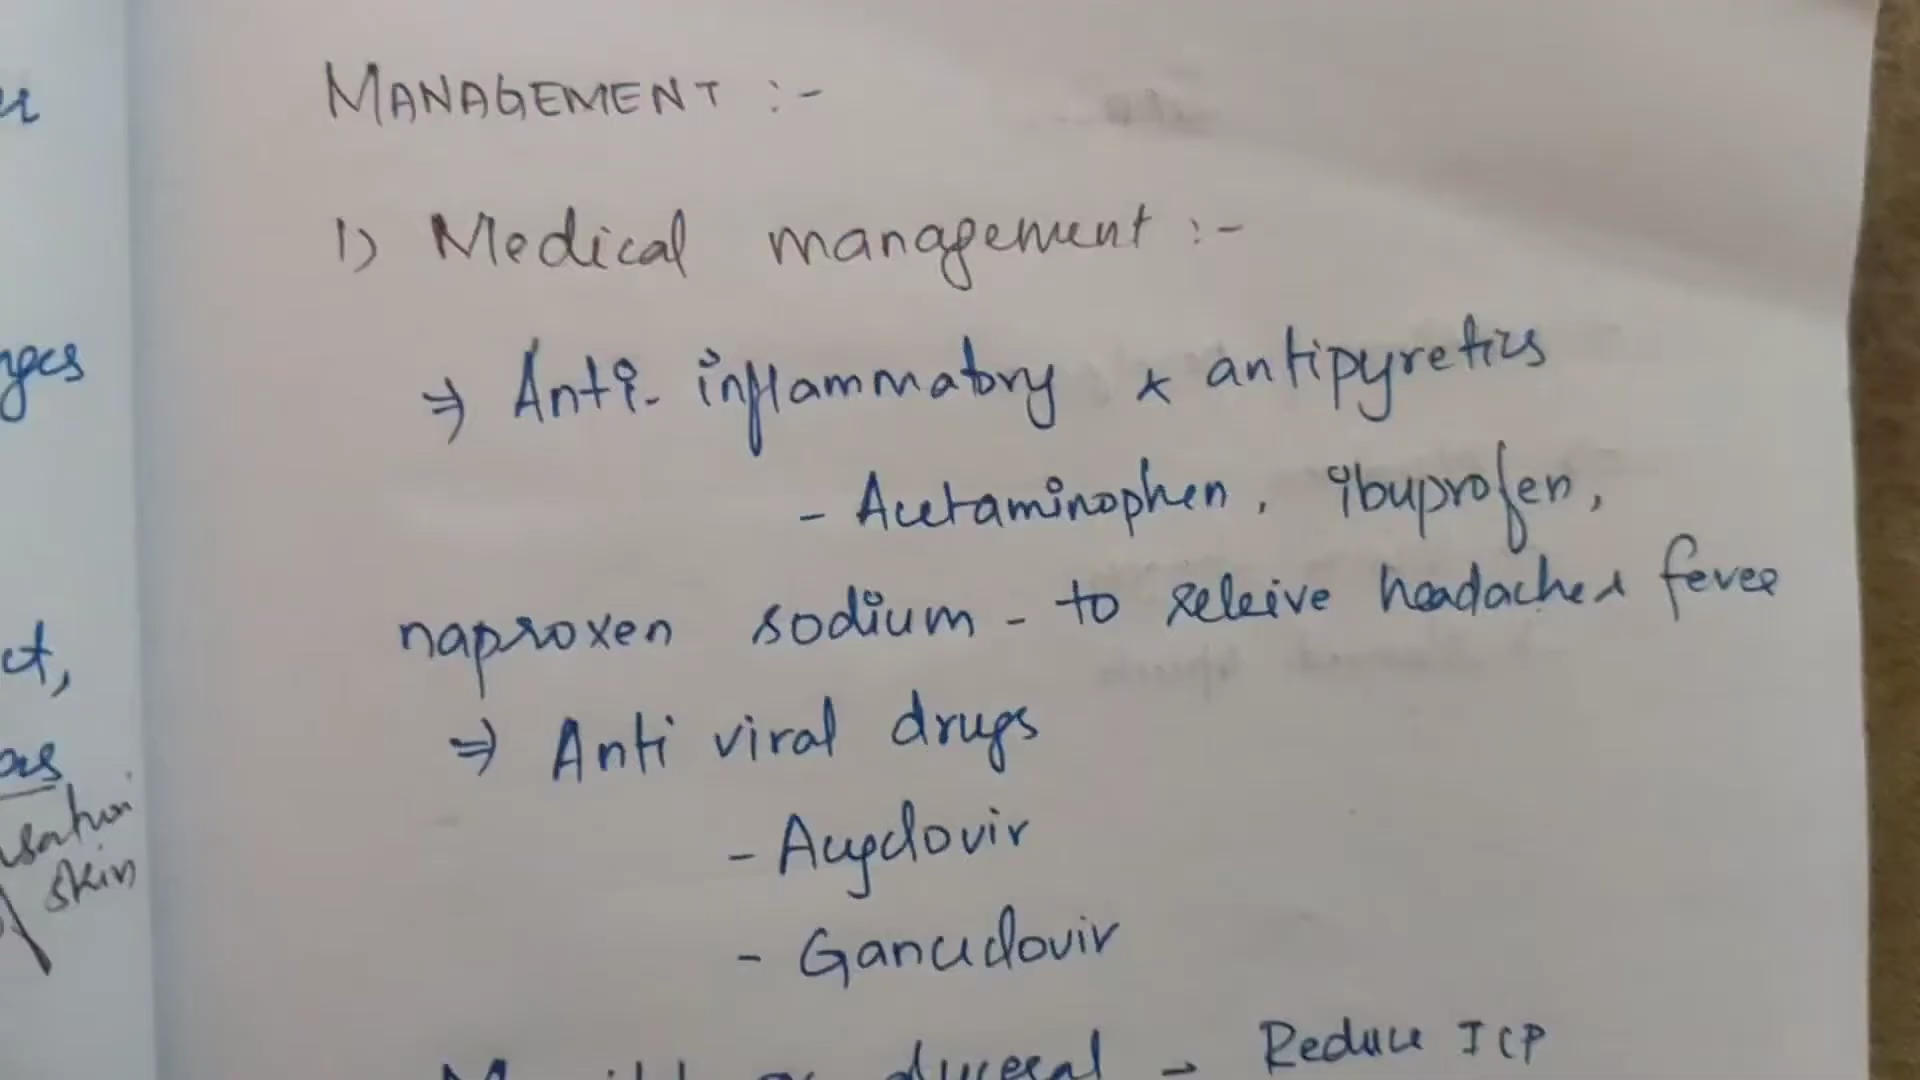 MANAGEMENT :-
1) Medical management :-
⇒ Anti-inflammatory & antipyretics
- Acetaminophen, ibuprofen,
naproxen sodium - to releive headache & fever
⇒ Anti viral drugs
- Acyclovir
- Ganciclovir
- Reduce ICP
skin